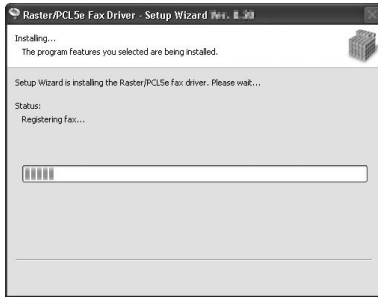 Raster/PCL5e Fax Driver - Setup Wizard
Installing...
The program features you selected are being installed.
Setup Wizard is installing the Raster/PCL5e fax driver. Please wait...
Status:
Registering fax...